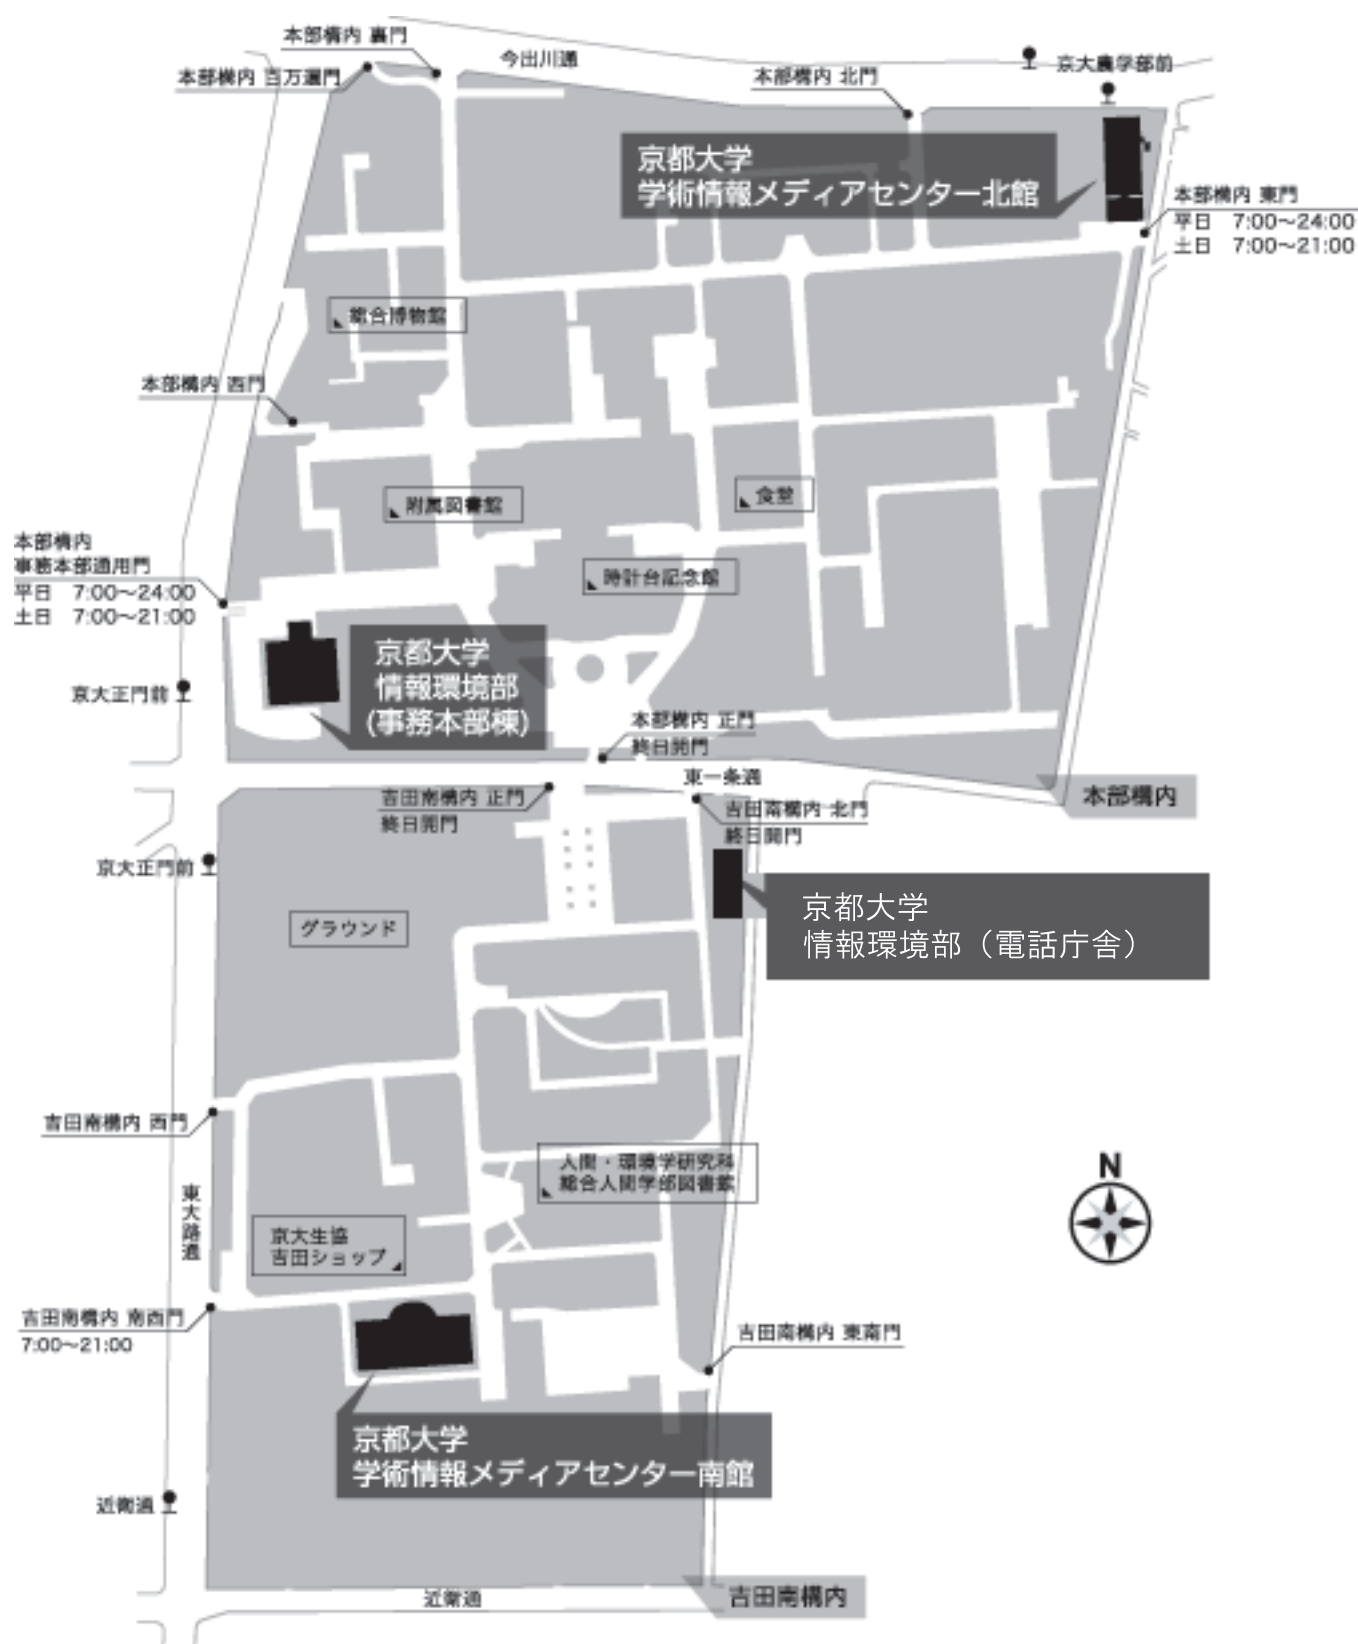 本部構内 裏門
今出川通
京大農学部前
本部構内 百万遍門
本部構内 北門
京都大学
学術情報メディアセンター北館
本部構内 東門
平日 7:00〜24:00
土日 7:00〜21:00
総合博物館
本部構内 西門
食堂
附属図書館
本部構内
事務本部通用門
平日 7:00〜24:00
土日 7:00〜21:00
時計台記念館
京都大学
情報環境部
(事務本部棟)
京大正門前
本部構内 正門
終日開門
東一条通
本部構内
吉田南構内 正門
終日開門
吉田南構内 北門
終日開門
京大正門前
京都大学
情報環境部（電話庁舎）
グラウンド
吉田南構内 西門
人間・環境学研究科
総合人間学部図書館
N
東大路通
京大生協
吉田ショップ
吉田南構内 南西門
7:00〜21:00
吉田南構内 東南門
京都大学
学術情報メディアセンター南館
近衛通
近衛通
吉田南構内